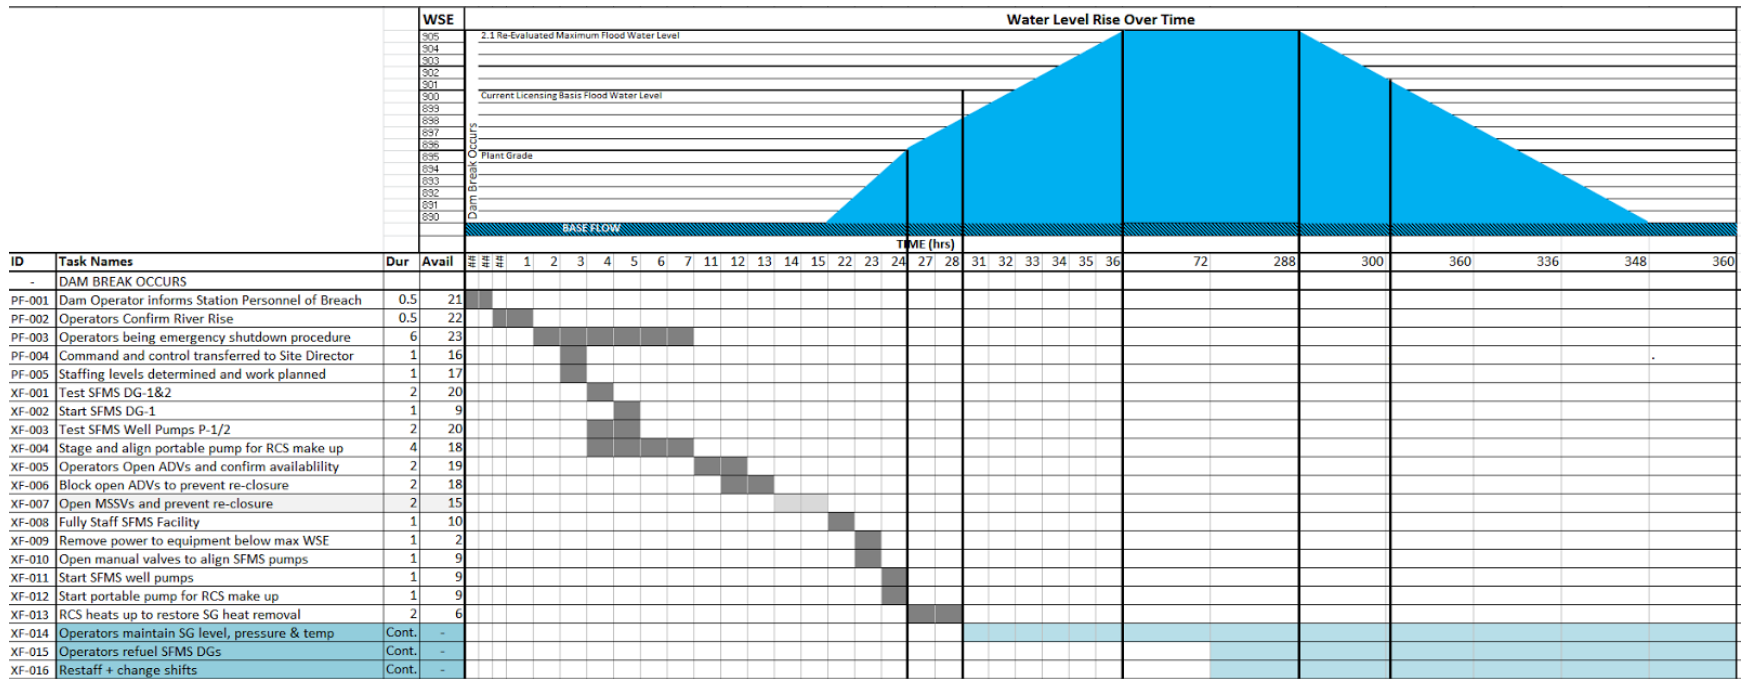 WSE Water Level Rise Over Time
905 2.1 Re-Evaluated Maximum Flood Water Level
904
903
902
901
900 Current Licensing Basis Flood Water Level
899
898
897
896
895 Plant Grade
894
893
892
891
890
Dam Break Occurs
BASE FLOW
TIME (hrs)
ID Task Names Dur Avail ## ## ## 1 2 3 4 5 6 7 11 12 13 14 15 22 23 24 27 28 31 32 33 34 35 36 72 288 300 360 336 348 360
- DAM BREAK OCCURS
PF-001 Dam Operator informs Station Personnel of Breach 0.5 21
PF-002 Operators Confirm River Rise 0.5 22
PF-003 Operators being emergency shutdown procedure 6 23
PF-004 Command and control transferred to Site Director 1 16
PF-005 Staffing levels determined and work planned 1 17
XF-001 Test SFMS DG-1&2 2 20
XF-002 Start SFMS DG-1 1 9
XF-003 Test SFMS Well Pumps P-1/2 2 20
XF-004 Stage and align portable pump for RCS make up 4 18
XF-005 Operators Open ADVs and confirm availablility 2 19
XF-006 Block open ADVs to prevent re-closure 2 18
XF-007 Open MSSVs and prevent re-closure 2 15
XF-008 Fully Staff SFMS Facility 1 10
XF-009 Remove power to equipment below max WSE 1 2
XF-010 Open manual valves to align SFMS pumps 1 9
XF-011 Start SFMS well pumps 1 9
XF-012 Start portable pump for RCS make up 1 9
XF-013 RCS heats up to restore SG heat removal 2 6
XF-014 Operators maintain SG level, pressure & temp Cont. -
XF-015 Operators refuel SFMS DGs Cont. -
XF-016 Restaff + change shifts Cont. -